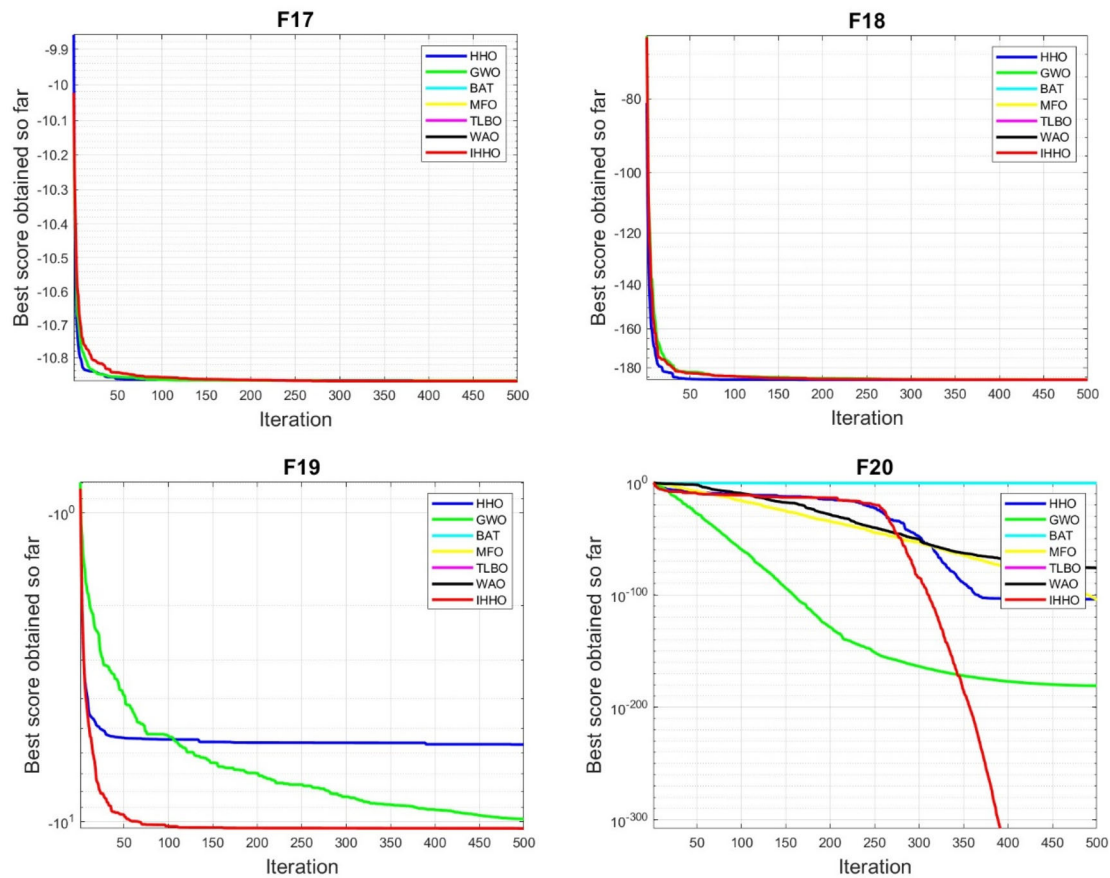 F17
Best score obtained so far
-9.9
-10
-10.1
-10.2
-10.3
-10.4
-10.5
-10.6
-10.7
-10.8
HHO
GWO
BAT
MFO
TLBO
WAO
IHHO
50 100 150 200 250 300 350 400 450 500
Iteration
F18
Best score obtained so far
-80
-100
-120
-140
-160
-180
HHO
GWO
BAT
MFO
TLBO
WAO
IHHO
50 100 150 200 250 300 350 400 450 500
Iteration
F19
Best score obtained so far
-10^0
-10^1
HHO
GWO
BAT
MFO
TLBO
WAO
IHHO
50 100 150 200 250 300 350 400 450 500
Iteration
F20
Best score obtained so far
10^0
10^-100
10^-200
10^-300
HHO
GWO
BAT
MFO
TLBO
WAO
IHHO
50 100 150 200 250 300 350 400 450 500
Iteration